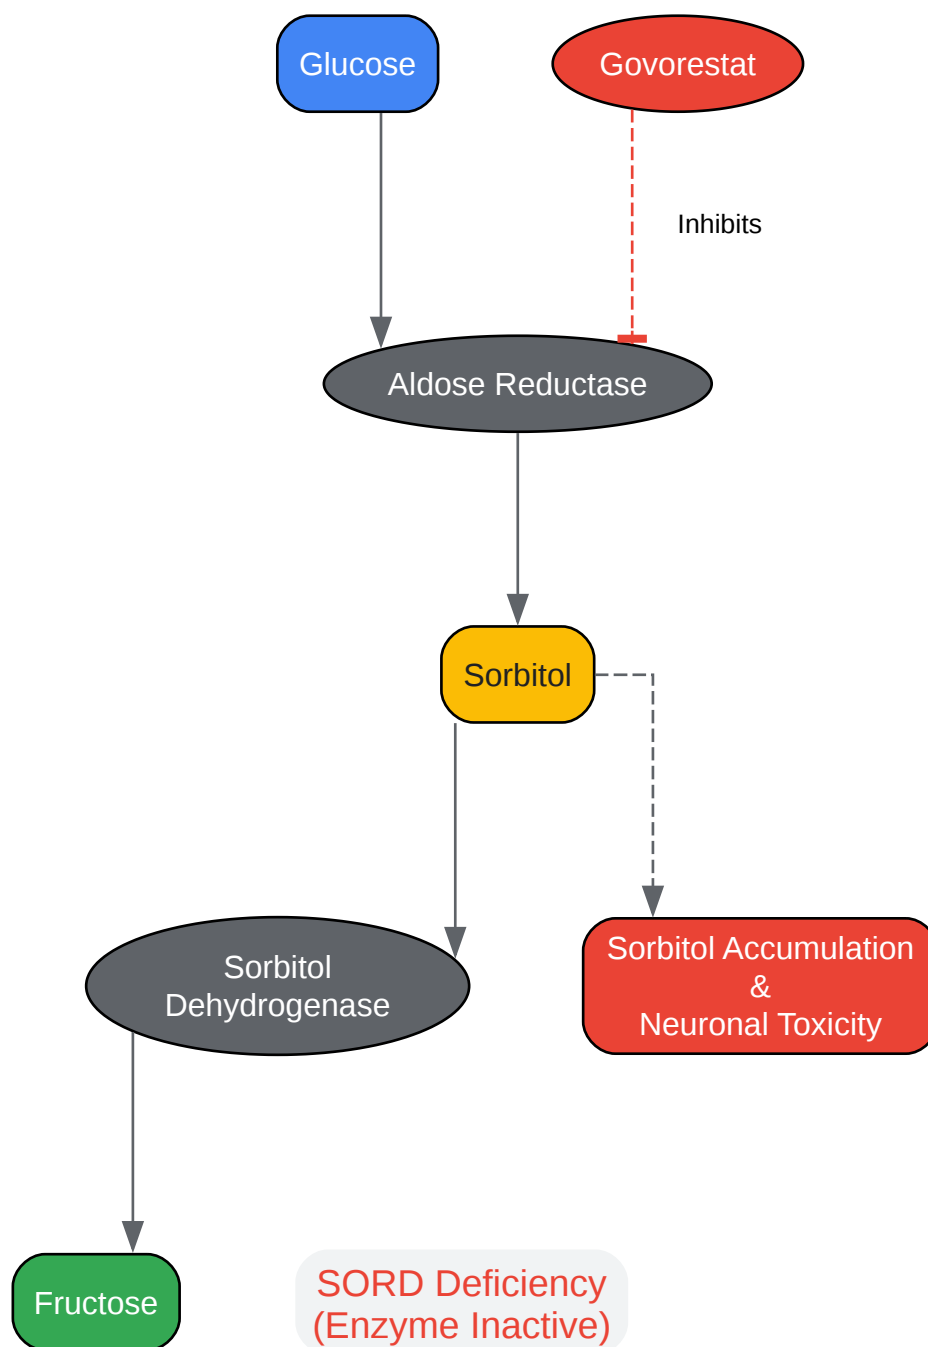 Glucose
Govorestat
Inhibits
Aldose Reductase
Sorbitol
Sorbitol
Dehydrogenase
Sorbitol Accumulation
&
Neuronal Toxicity
Fructose
SORD Deficiency
(Enzyme Inactive)